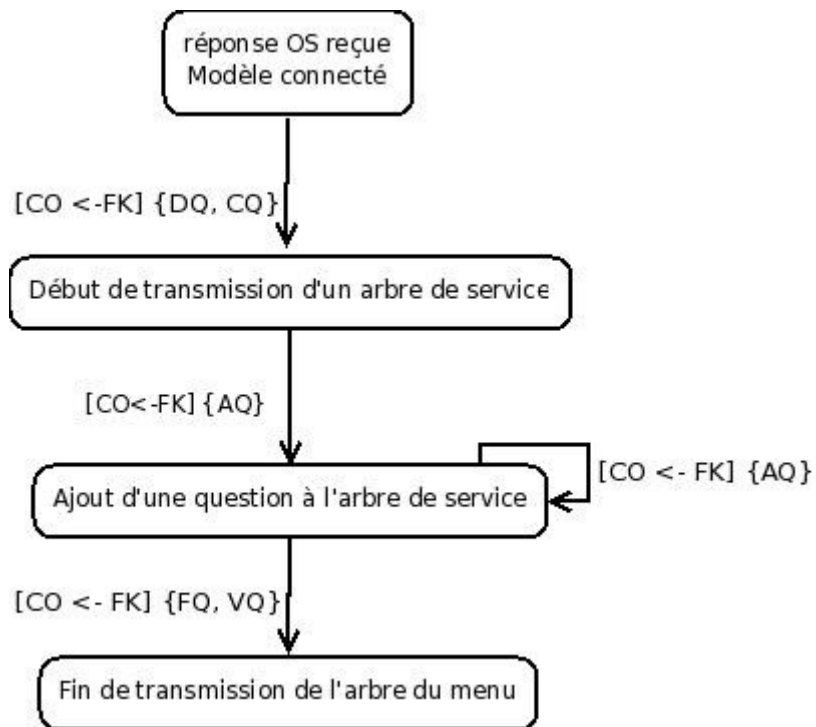 réponse OS reçue
Modèle connecté
[CO <-FK] {DQ, CQ}
Début de transmission d'un arbre de service
[CO<-FK] {AQ}
[CO <- FK] {AQ}
Ajout d'une question à l'arbre de service
[CO <- FK] {FQ, VQ}
Fin de transmission de l'arbre du menu